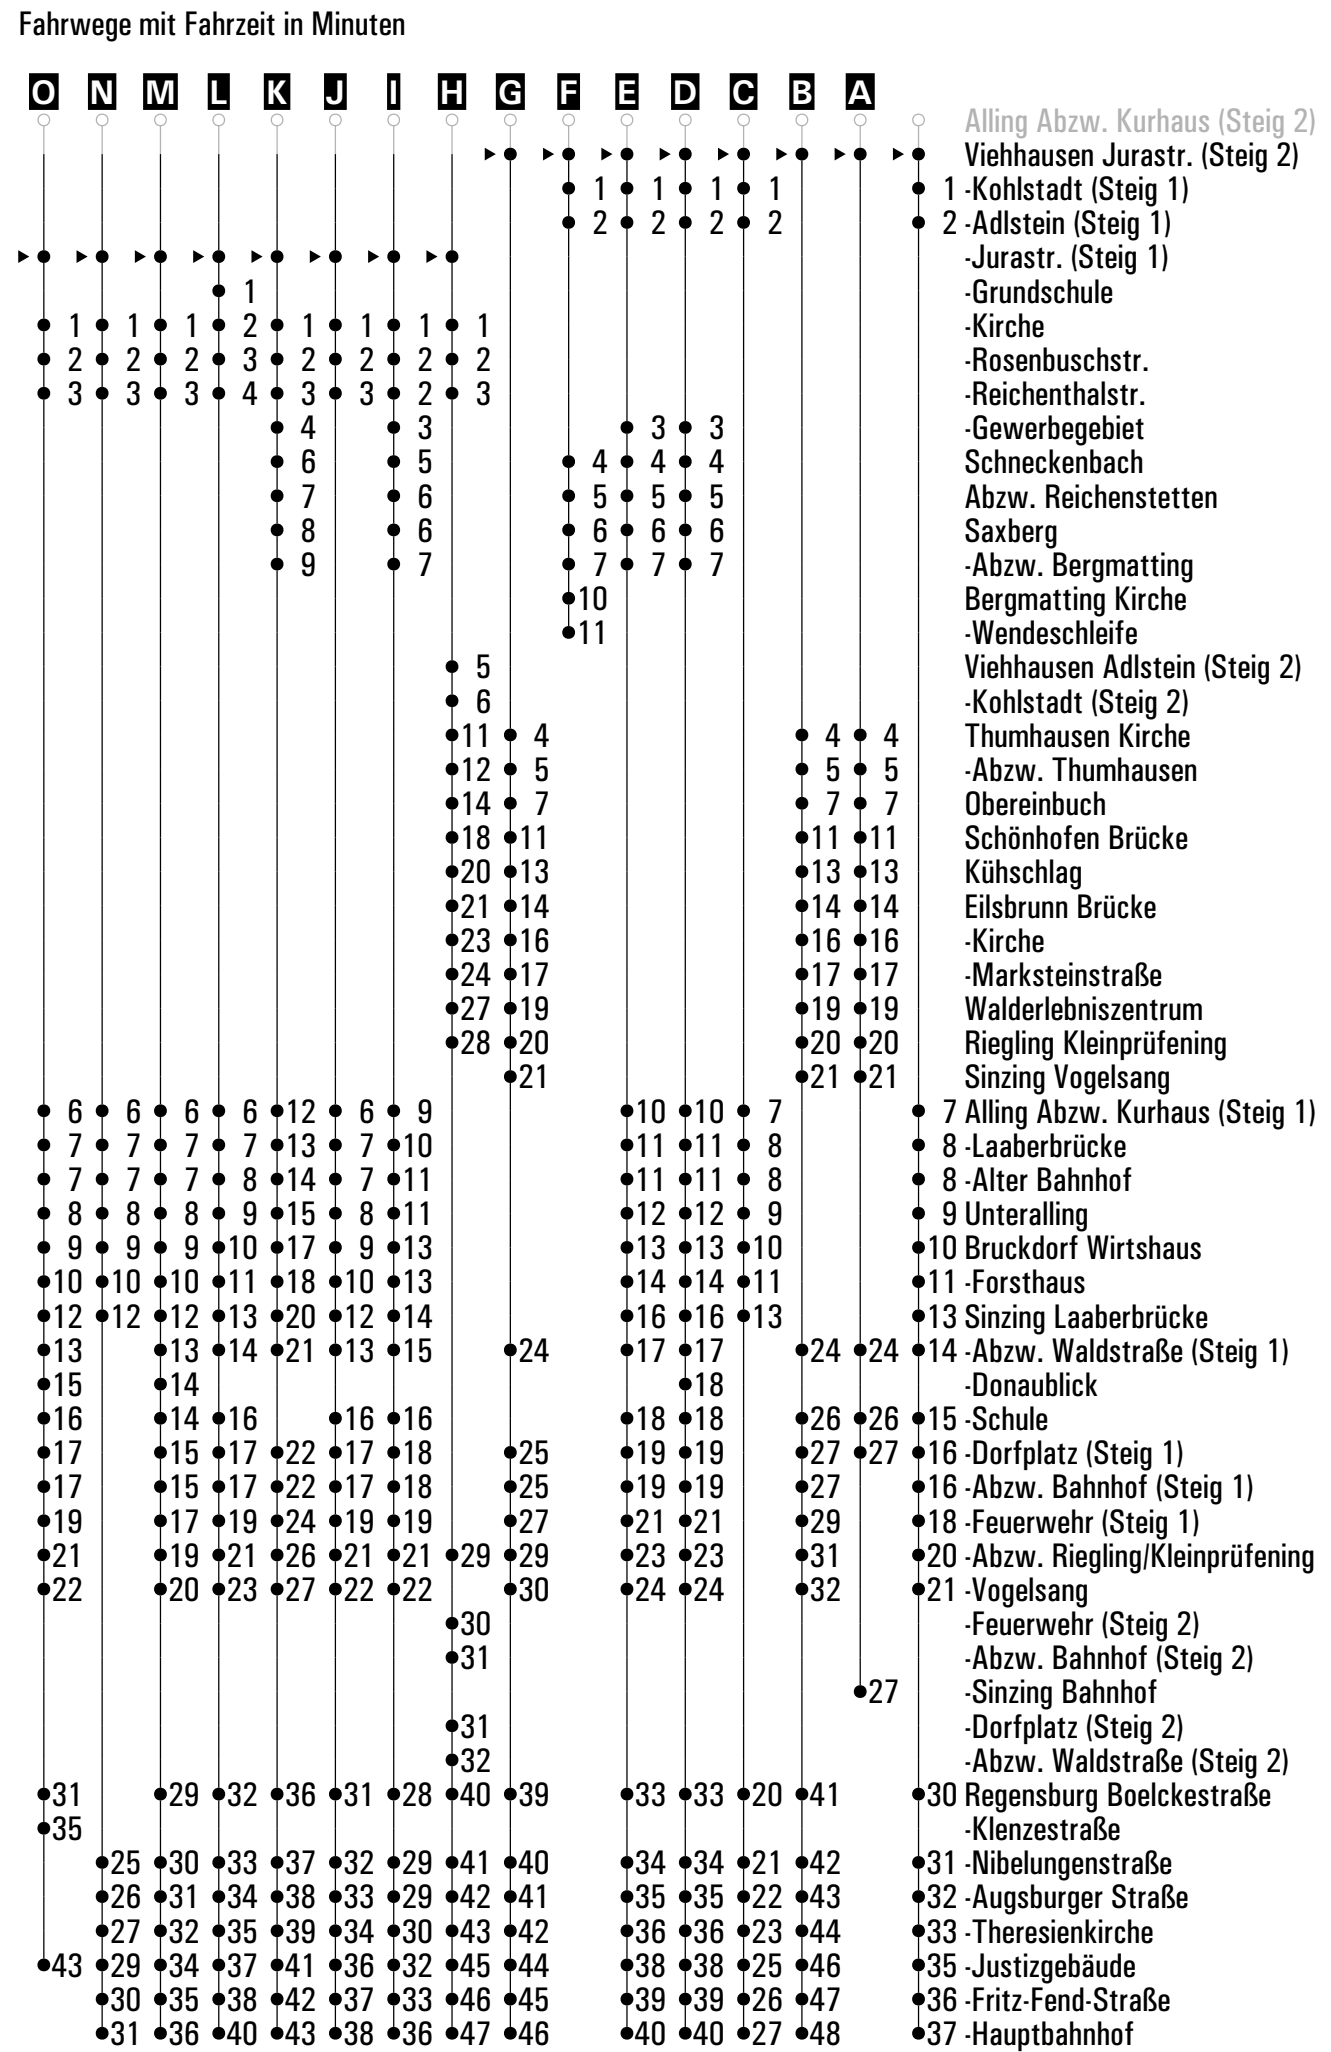 Fahrwege mit Fahrzeit in Minuten
O N M L K J I H G F E D C B A
Alling Abzw. Kurhaus (Steig 2)
Viehhausen Jurastr. (Steig 2)
1 1 1 1 1 -Kohlstadt (Steig 1)
2 2 2 2 2 -Adlstein (Steig 1)
-Jurastr. (Steig 1)
1 -Grundschule
1 1 1 2 1 1 1 1 -Kirche
2 2 2 3 2 2 2 2 -Rosenbuschstr.
3 3 3 4 3 3 2 3 -Reichenthalstr.
4 3 3 3 -Gewerbegebiet
6 5 4 4 4 Schneckenbach
7 6 5 5 5 Abzw. Reichenstetten
8 6 6 6 6 Saxberg
9 7 7 7 7 -Abzw. Bergmatting
10 Bergmatting Kirche
11 -Wendeschleife
5 Viehhausen Adlstein (Steig 2)
6 -Kohlstadt (Steig 2)
11 4 4 4 Thumhausen Kirche
12 5 5 5 -Abzw. Thumhausen
14 7 7 7 Obereinbuch
18 11 11 11 Schönhofen Brücke
20 13 13 13 Kühschlag
21 14 14 14 Eilsbrunn Brücke
23 16 16 16 -Kirche
24 17 17 17 -Marksteinstraße
27 19 19 19 Walderlebniszentrum
28 20 20 20 Riegling Kleinprüfening
21 21 21 Sinzing Vogelsang
6 6 6 6 12 6 9 10 10 7 7 Alling Abzw. Kurhaus (Steig 1)
7 7 7 7 13 7 10 11 11 8 8 -Laaberbrücke
7 7 7 8 14 7 11 11 11 8 8 -Alter Bahnhof
8 8 8 9 15 8 11 12 12 9 9 Unteralling
9 9 9 10 17 9 13 13 13 10 10 Bruckdorf Wirtshaus
10 10 10 11 18 10 13 14 14 11 11 -Forsthaus
12 12 12 13 20 12 14 16 16 13 13 Sinzing Laaberbrücke
13 13 14 21 13 15 24 17 17 24 24 14 -Abzw. Waldstraße (Steig 1)
15 14 18 -Donaublick
16 14 16 16 16 18 18 26 26 15 -Schule
17 15 17 22 17 18 25 19 19 27 27 16 -Dorfplatz (Steig 1)
17 15 17 22 17 18 25 19 19 27 16 -Abzw. Bahnhof (Steig 1)
19 17 19 24 19 19 27 21 21 29 18 -Feuerwehr (Steig 1)
21 19 21 26 21 21 29 29 23 23 31 20 -Abzw. Riegling/Kleinprüfening
22 20 23 27 22 22 30 24 24 32 21 -Vogelsang
30 -Feuerwehr (Steig 2)
31 -Abzw. Bahnhof (Steig 2)
27 -Sinzing Bahnhof
31 -Dorfplatz (Steig 2)
32 -Abzw. Waldstraße (Steig 2)
31 29 32 36 31 28 40 39 33 33 20 41 30 Regensburg Boelckestraße
35 -Klenzestraße
25 30 33 37 32 29 41 40 34 34 21 42 31 -Nibelungenstraße
26 31 34 38 33 29 42 41 35 35 22 43 32 -Augsburger Straße
27 32 35 39 34 30 43 42 36 36 23 44 33 -Theresienkirche
43 29 34 37 41 36 32 45 44 38 38 25 46 35 -Justizgebäude
30 35 38 42 37 33 46 45 39 39 26 47 36 -Fritz-Fend-Straße
31 36 40 43 38 36 47 46 40 40 27 48 37 -Hauptbahnhof